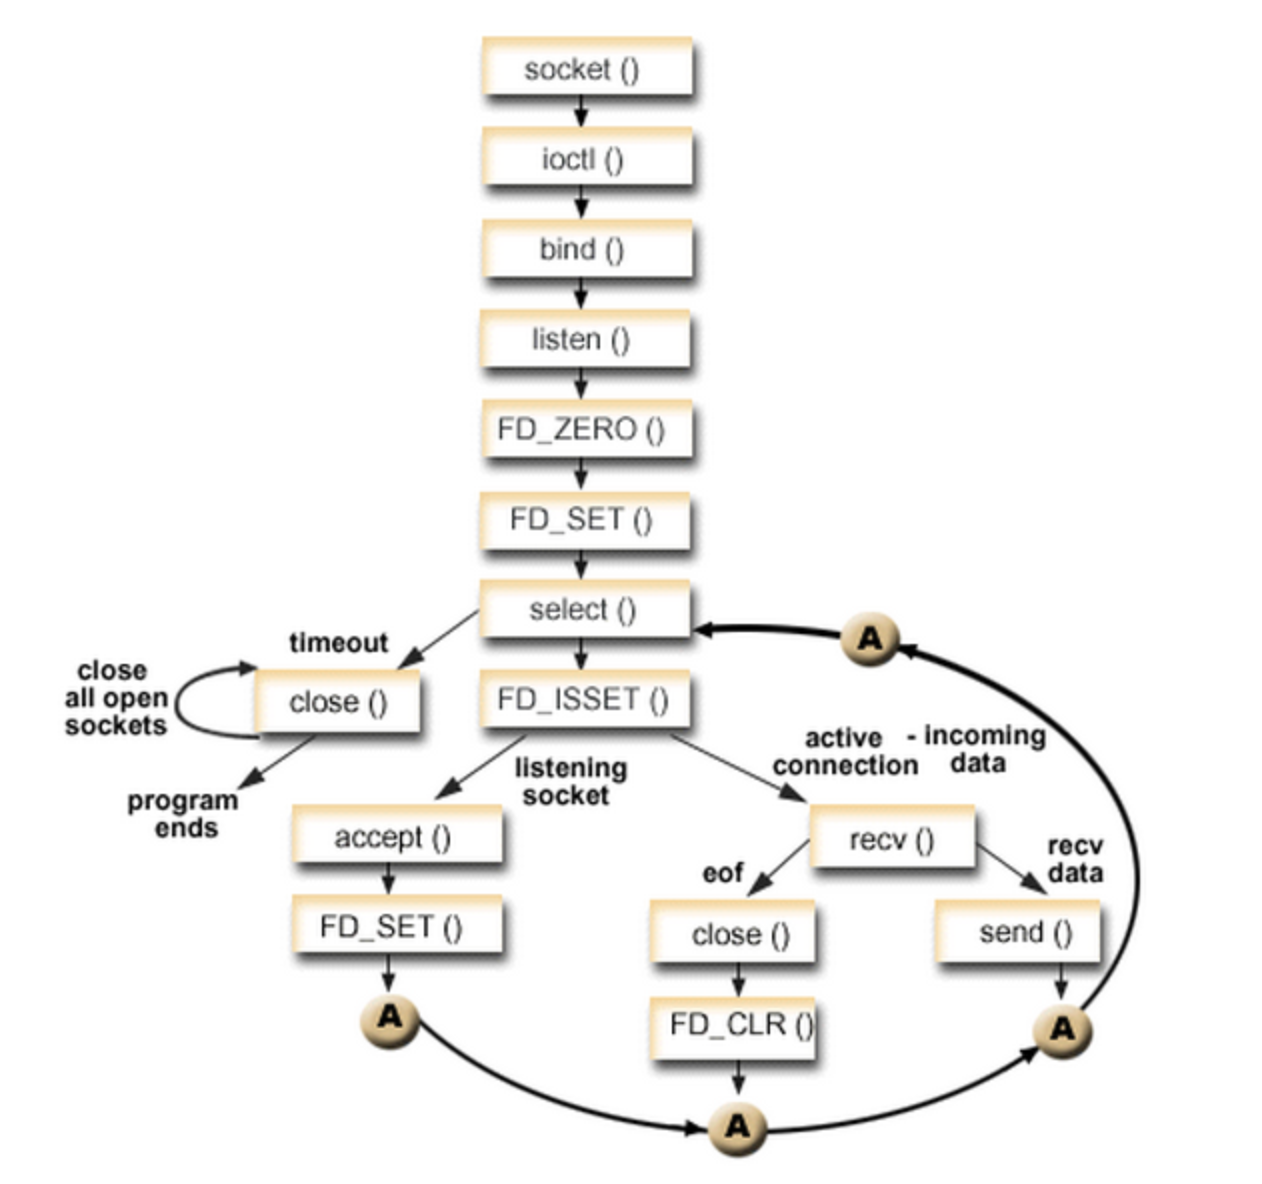 socket ()
ioctl ()
bind ()
listen ()
FD_ZERO ()
FD_SET ()
select ()
A
timeout
close
all open
sockets
close ()
program
ends
FD_ISSET ()
listening
socket
active - incoming
connection data
accept ()
FD_SET ()
A
recv ()
eof
recv
data
close ()
send ()
FD_CLR ()
A
A